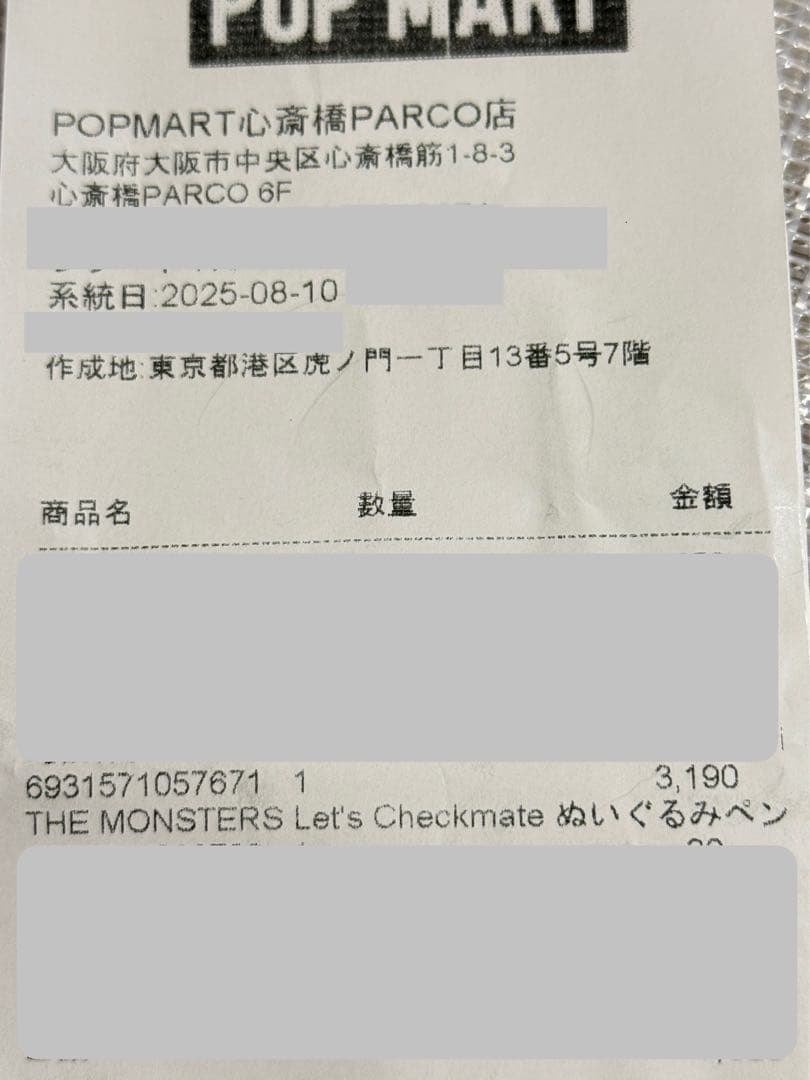 POP MART
POPMART心斎橋PARCO店
大阪府大阪市中央区心斎橋筋1-8-3
心斎橋PARCO 6F
系統日:2025-08-10
作成地:東京都港区虎ノ門一丁目13番5号7階
商品名 数量 金額
6931571057671 1 3,190
THE MONSTERS Let's Checkmate ぬいぐるみペン